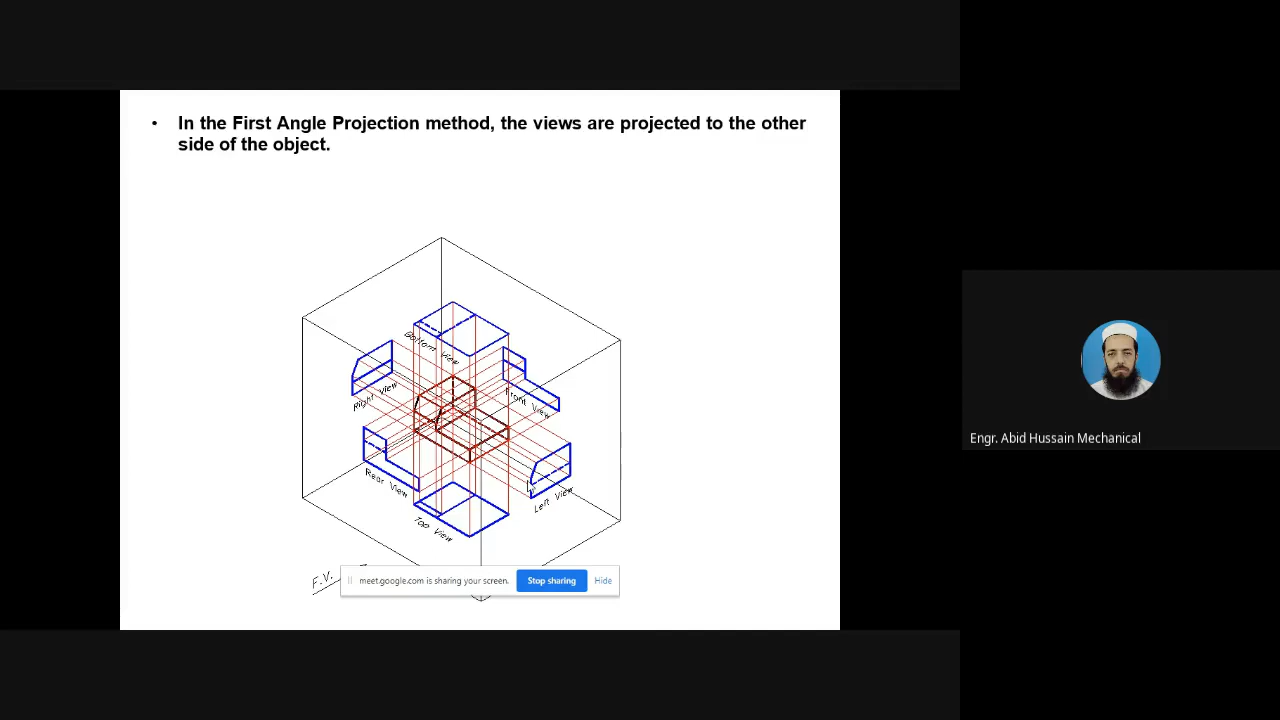 • In the First Angle Projection method, the views are projected to the other
side of the object.
Bottom View
Right View
Front View
Rear View
Left View
Top View
F.V.
meet.google.com is sharing your screen.
Stop sharing
Hide
Engr. Abid Hussain Mechanical